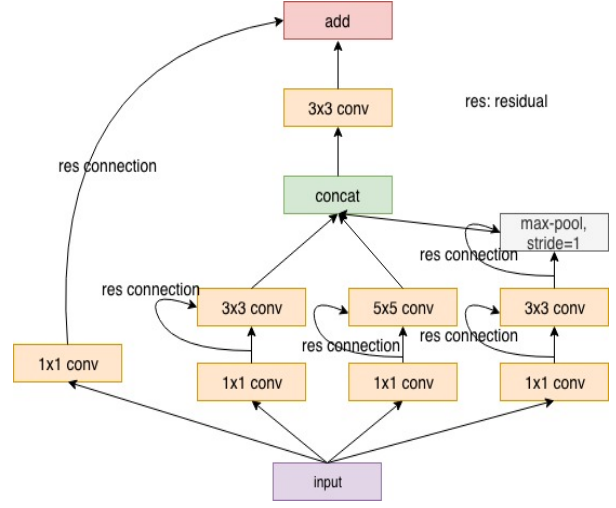 add
3x3 conv
res: residual
res connection
concat
max-pool,
stride=1
res connection
res connection
3x3 conv
5x5 conv
3x3 conv
res connection
res connection
1x1 conv
1x1 conv
1x1 conv
1x1 conv
input